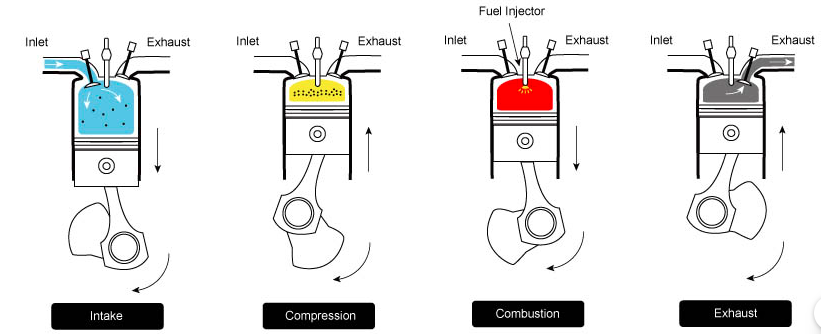 Fuel Injector
Inlet
Exhaust
Inlet
Exhaust
Inlet
Exhaust
Inlet
Exhaust
Intake
Compression
Combustion
Exhaust